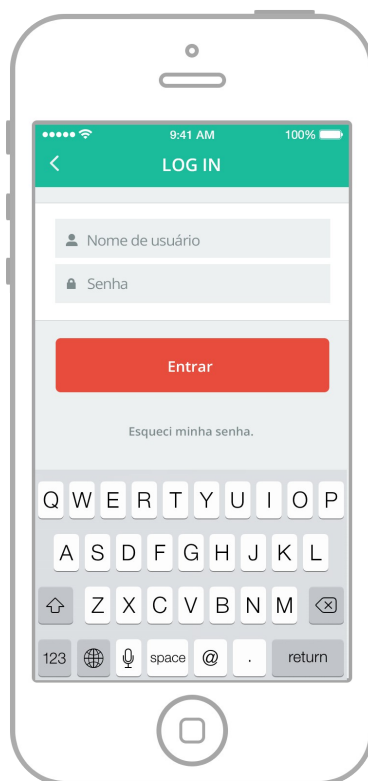 9:41 AM 100%
LOG IN
Nome de usuário
Senha
Entrar
Esqueci minha senha.
Q W E R T Y U I O P
A S D F G H J K L
Z X C V B N M
123 space @ . return